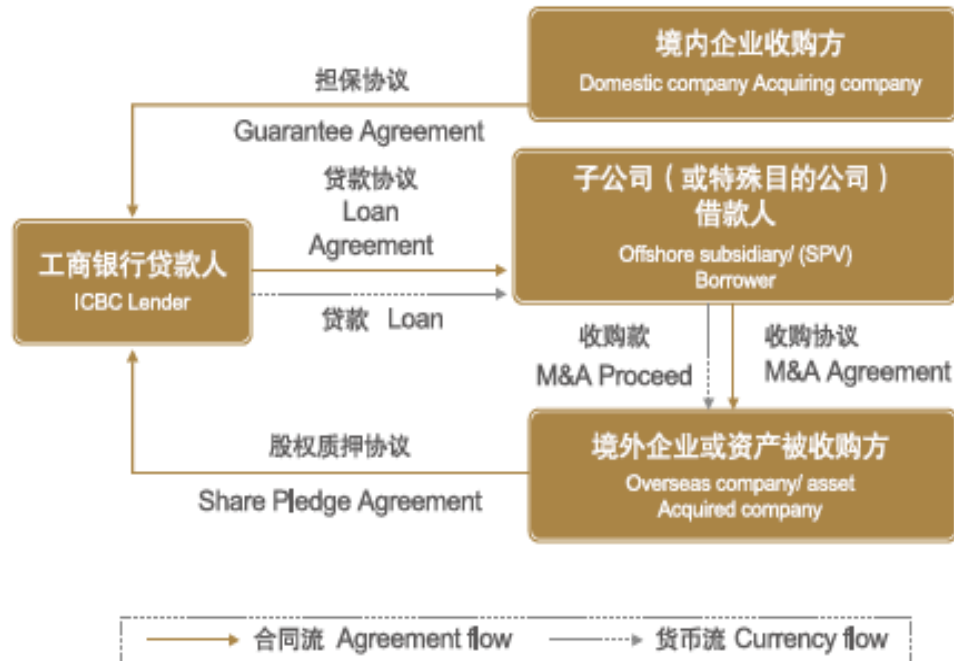 境内企业收购方
Domestic company Acquiring company
担保协议
Guarantee Agreement
贷款协议
Loan
Agreement
子公司（或特殊目的公司）
借款人
Offshore subsidiary/ (SPV)
Borrower
工商银行贷款人
ICBC Lender
贷款 Loan
收购款
M&A Proceed
收购协议
M&A Agreement
股权质押协议
Share Pledge Agreement
境外企业或资产被收购方
Overseas company/ asset
Acquired company
合同流 Agreement flow
货币流 Currency flow